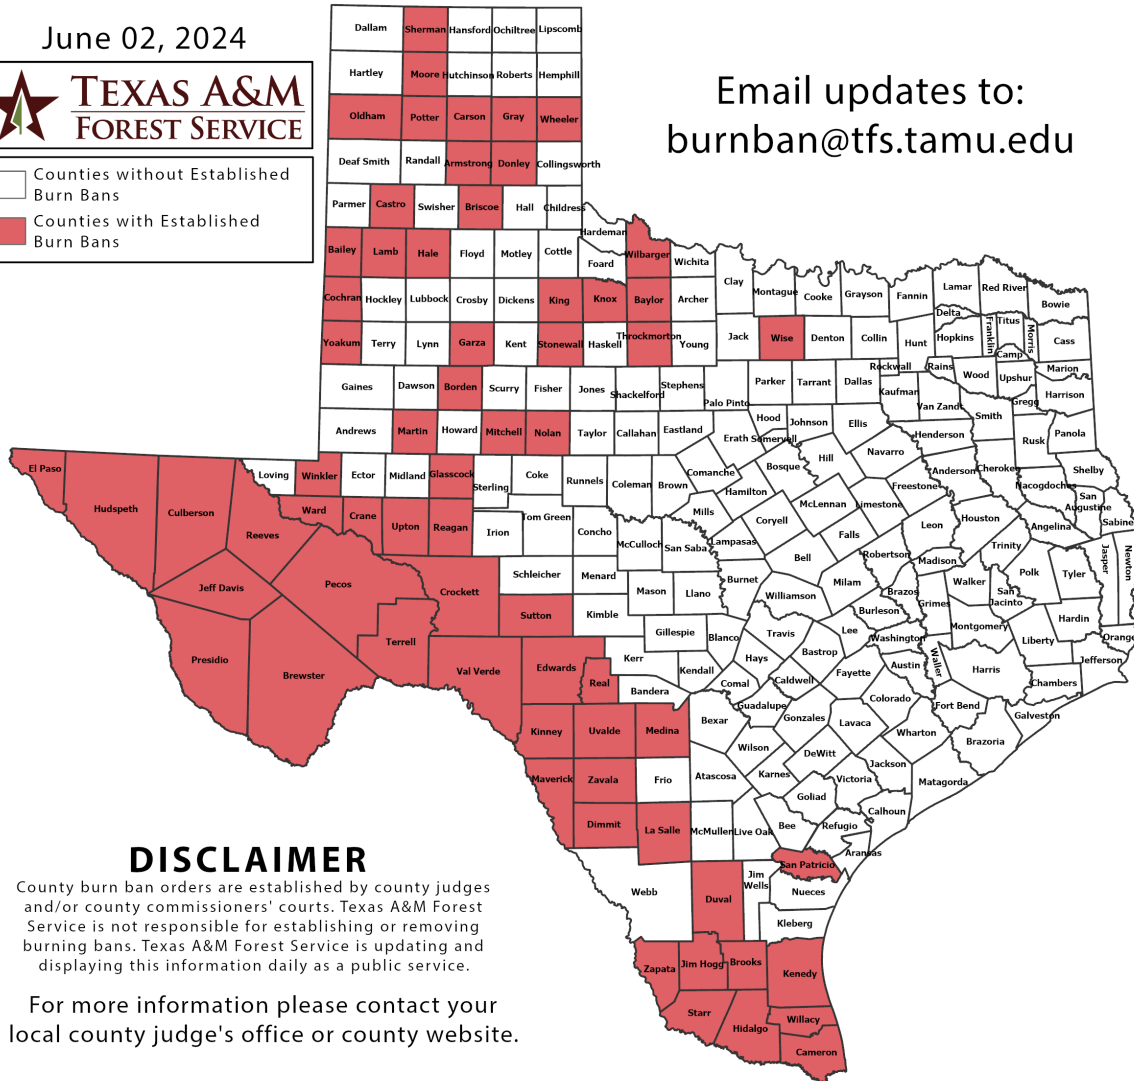 June 02, 2024
TEXAS A&M
FOREST SERVICE
Counties without Established
Burn Bans
Counties with Established
Burn Bans
Email updates to:
burnban@tfs.tamu.edu
Dallam Sherman Hansford Ochiltree Lipscomb
Hartley Moore Hutchinson Roberts Hemphill
Oldham Potter Carson Gray Wheeler
Deaf Smith Randall Armstrong Donley Collingsworth
Parmer Castro Swisher Briscoe Hall Childress
Hardeman
Bailey Lamb Hale Floyd Motley Cottle Foard Wilbarger Wichita
Clay Montague Cooke Grayson Fannin Lamar Red River Bowie
Cochran Hockley Lubbock Crosby Dickens King Knox Baylor Archer
Delta Franklin Titus Morris Cass
Yoakum Terry Lynn Garza Kent Stonewall Haskell Throckmorton Young Jack Wise Denton Collin Hunt Hopkins
Camp Marion
Rockwall Rains Wood Upshur Harrison
Gaines Dawson Borden Scurry Fisher Jones Shackelford Stephens Palo Pinto Parker Tarrant Dallas Kaufman Van Zandt Gregg
Smith
Andrews Martin Howard Mitchell Nolan Taylor Callahan Eastland Erath Somervell Hood Johnson Ellis Henderson Rusk Panola
Comanche Bosque Hill Navarro Anderson Cherokee Nacogdoches Shelby
El Paso Loving Winkler Ector Midland Glasscock Sterling Coke Runnels Coleman Brown Hamilton Freestone San
Augustine
Sabine
Hudspeth Culberson Ward Crane Upton Reagan Irion Tom Green Concho Mills Coryell McLennan Limestone Leon Houston Angelina
Reeves McCulloch San Saba Lampasas Bell Falls Robertson Madison Trinity Jasper Newton
Jeff Davis Pecos Crockett Schleicher Menard Mason Llano Burnet Williamson Milam Brazos Grimes Walker San
Jacinto
Polk Tyler
Sutton Kimble Gillespie Blanco Travis Lee Burleson Washington Montgomery Liberty Hardin Orange
Presidio Brewster Terrell Val Verde Edwards Real Kerr Kendall Bandera Hays Comal Caldwell Bastrop Fayette Austin Waller Harris Chambers Jefferson
Guadalupe Colorado Fort Bend Galveston
Kinney Uvalde Medina Bexar Gonzales Lavaca Wharton Brazoria
Wilson DeWitt Jackson Matagorda
Maverick Zavala Frio Atascosa Karnes Victoria
Goliad Calhoun
Dimmit La Salle McMullen Live Oak Bee Refugio
Aransas
San Patricio
Webb Duval Jim
Wells
Nueces
Kleberg
Zapata Jim Hogg Brooks Kenedy
Starr Hidalgo Willacy
Cameron
DISCLAIMER
County burn ban orders are established by county judges
and/or county commissioners' courts. Texas A&M Forest
Service is not responsible for establishing or removing
burning bans. Texas A&M Forest Service is updating and
displaying this information daily as a public service.
For more information please contact your
local county judge's office or county website.